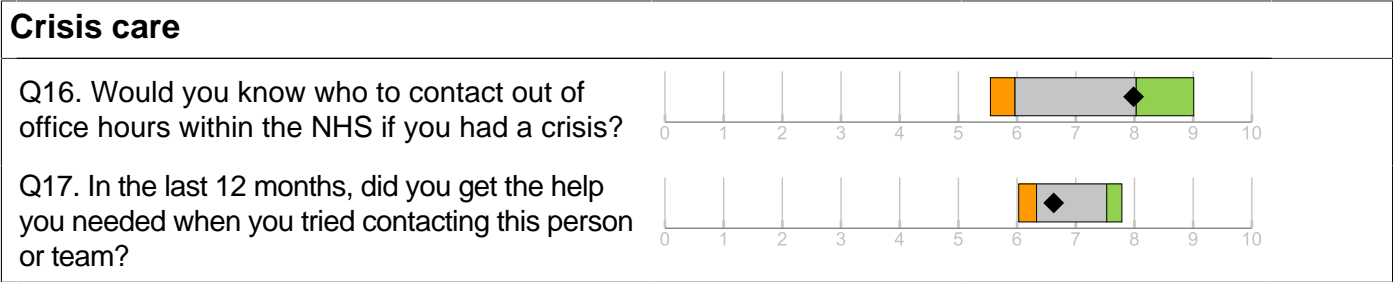 Crisis care
Q16. Would you know who to contact out of
office hours within the NHS if you had a crisis?
0 1 2 3 4 5 6 7 8 9 10
Q17. In the last 12 months, did you get the help
you needed when you tried contacting this person
or team?
0 1 2 3 4 5 6 7 8 9 10